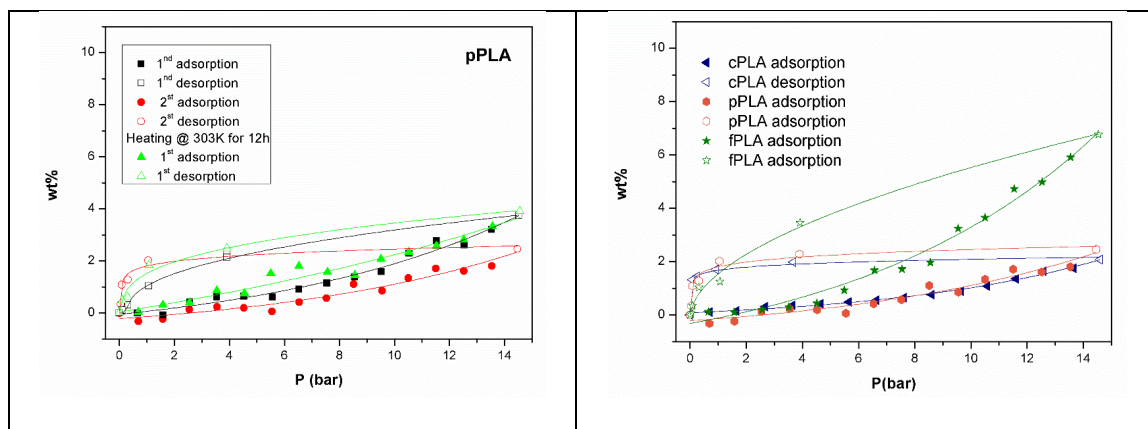 pPLA
1nd adsorption
1nd desorption
2st adsorption
2st desorption
Heating @ 303K for 12h
1st adsorption
1st desorption
10
8
6
4
2
0
wt%
0 2 4 6 8 10 12 14
P (bar)
cPLA adsorption
cPLA desorption
pPLA adsorption
pPLA adsorption
fPLA adsorption
fPLA adsorption
10
8
6
4
2
0
wt%
0 2 4 6 8 10 12 14
P(bar)